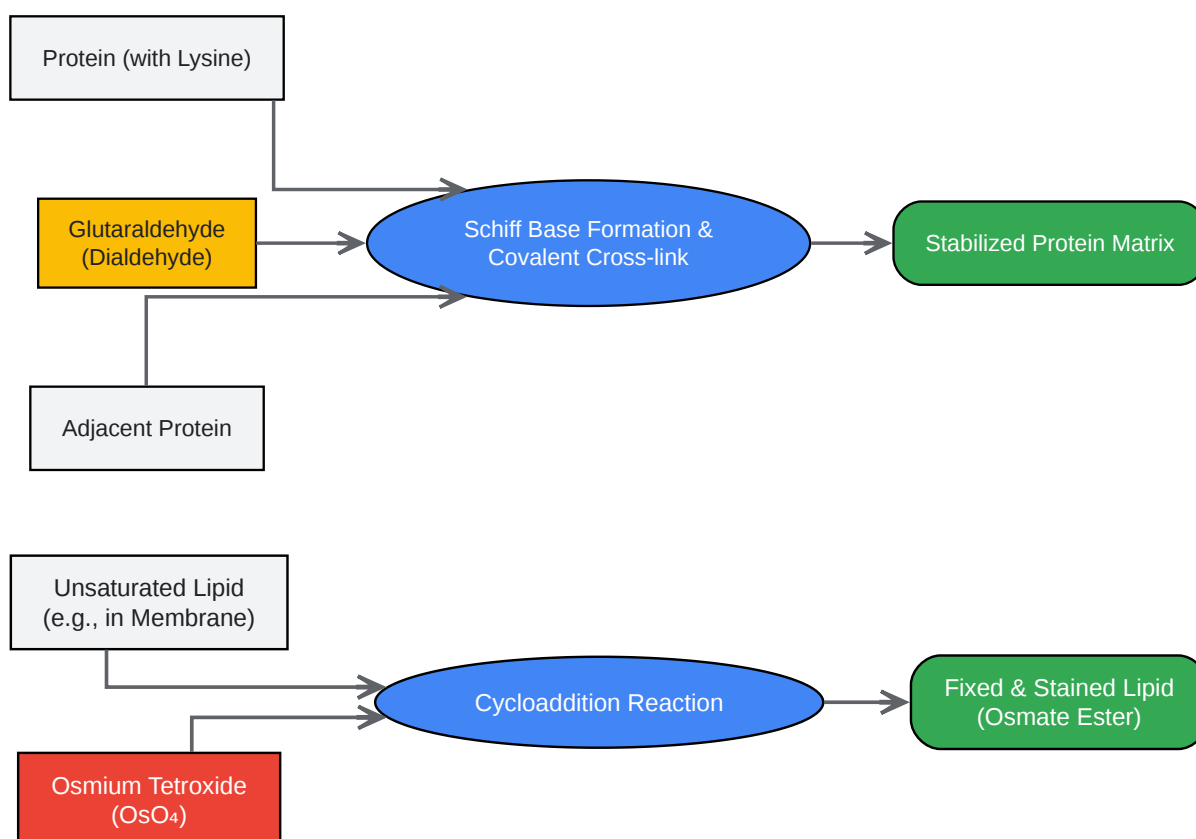 Protein (with Lysine)
Glutaraldehyde
(Dialdehyde)
Schiff Base Formation &
Covalent Cross-link
Stabilized Protein Matrix
Adjacent Protein
Unsaturated Lipid
(e.g., in Membrane)
Cycloaddition Reaction
Fixed & Stained Lipid
(Osmate Ester)
Osmium Tetroxide
(OsO₄)